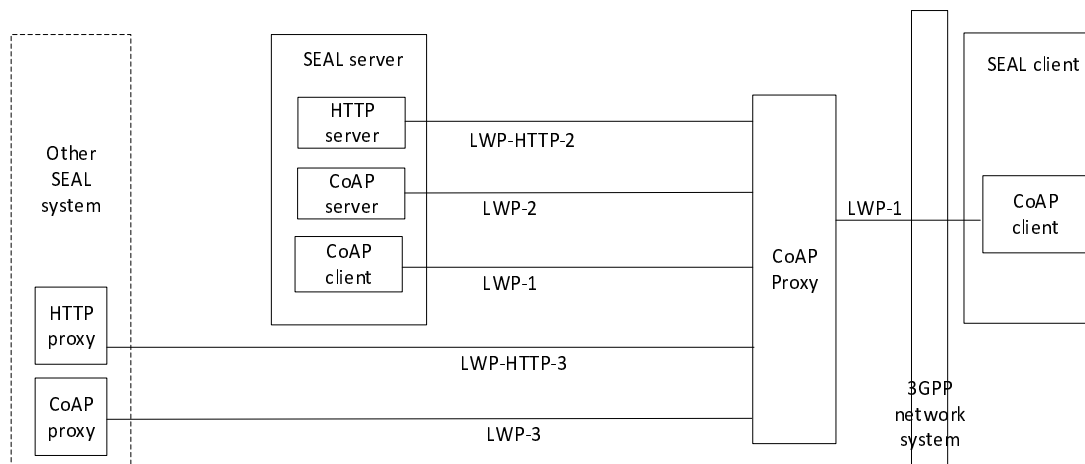 Other
SEAL
system
HTTP
proxy
CoAP
proxy
SEAL server
HTTP
server
CoAP
server
CoAP
client
LWP-HTTP-2
LWP-2
LWP-1
LWP-HTTP-3
LWP-3
CoAP
Proxy
LWP-1
3GPP
network
system
SEAL client
CoAP
client